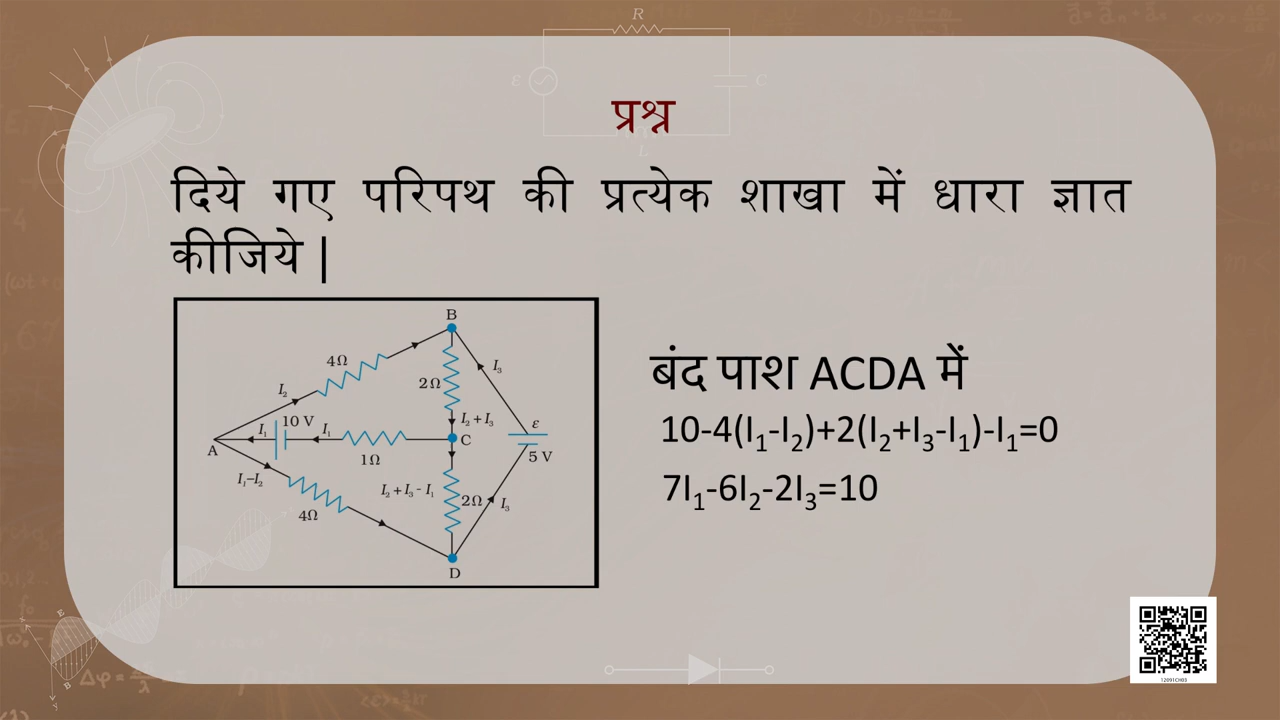 प्रश्न
दिये गए परिपथ की प्रत्येक शाखा में धारा ज्ञात
कीजिये |
B
4Ω
I₃
2Ω
I₂
I₂ + I₃
ε
10 V
I₁
I₁
C
A
1Ω
5 V
I₁–I₂
I₂ + I₃ - I₁
2Ω
I₃
4Ω
D
बंद पाश ACDA में
10-4(I₁-I₂)+2(I₂+I₃-I₁)-I₁=0
7I₁-6I₂-2I₃=10
12091CH03
R
ε
C
L